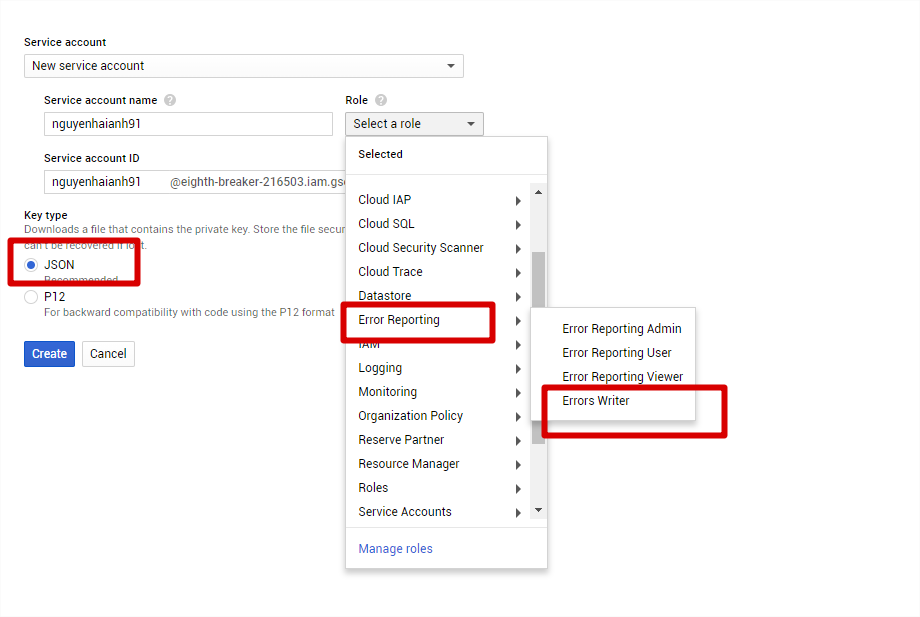 Service account
New service account
Service account name
Role
nguyenhaianh91
Select a role
Service account ID
nguyenhaianh91 @eighth-breaker-216503.iam.gs
Key type
Downloads a file that contains the private key. Store the file
can't be recovered if lost.
JSON
Recommended
P12
For backward compatibility with code using the P12 format
Create
Cancel
Selected
Cloud IAP
Cloud SQL
Cloud Security Scanner
Cloud Trace
Datastore
Error Reporting
IAM
Logging
Monitoring
Organization Policy
Reserve Partner
Resource Manager
Roles
Service Accounts
Manage roles
Error Reporting Admin
Error Reporting User
Error Reporting Viewer
Errors Writer